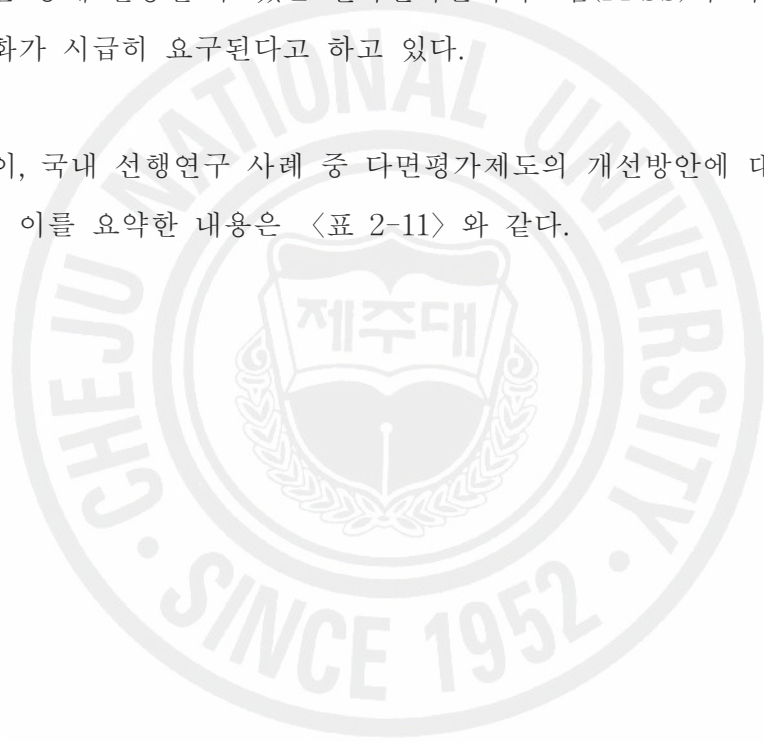 화가 시급히 요구된다고 하고 있다.
이, 국내 선행연구 사례 중 다면평가제도의 개선방안에 대
이를 요약한 내용은 〈표 2-11〉와 같다.
CHEJU NATIONAL UNIVERSITY
제주대
· SINCE 1952 ·